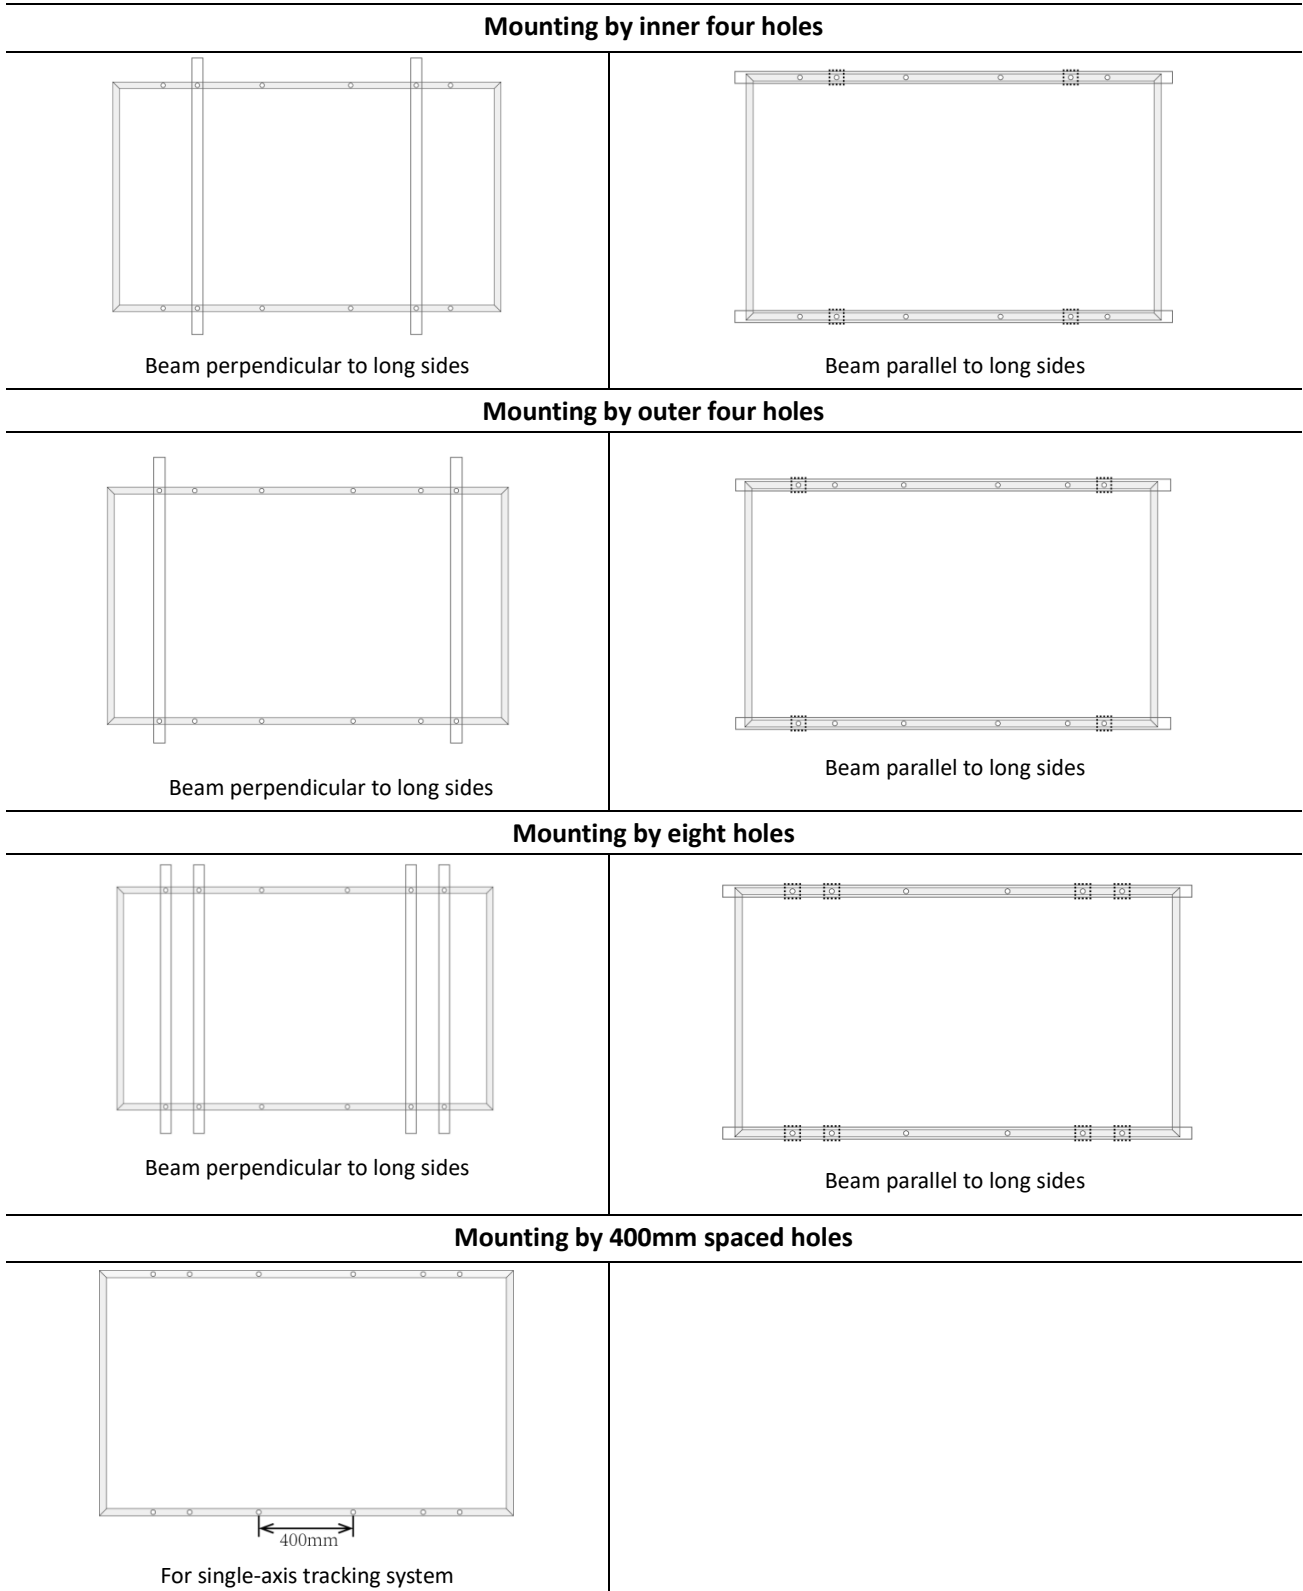 Mounting by inner four holes
Beam perpendicular to long sides
Beam parallel to long sides
Mounting by outer four holes
Beam perpendicular to long sides
Beam parallel to long sides
Mounting by eight holes
Beam perpendicular to long sides
Beam parallel to long sides
Mounting by 400mm spaced holes
400mm
For single-axis tracking system